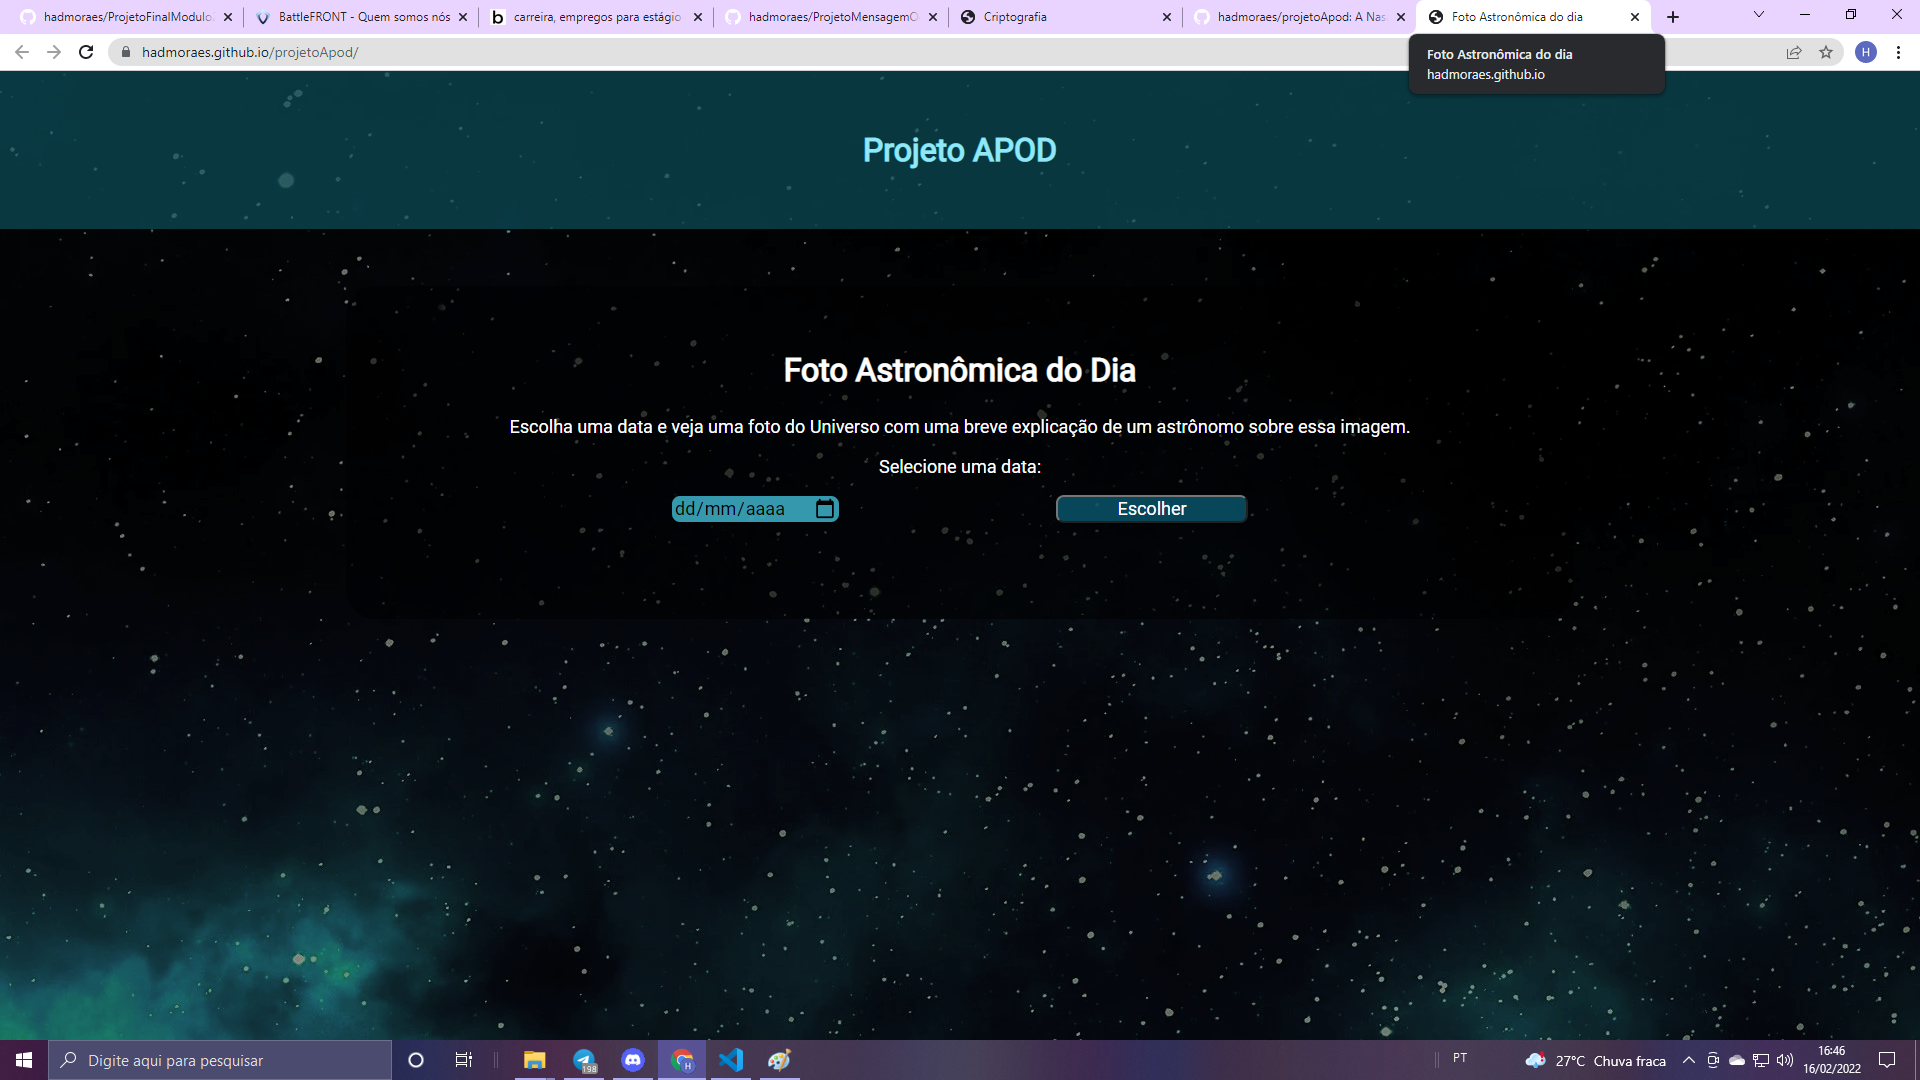 hadmoraes/ProjetoFinalModulo
BattleFRONT - Quem somos nós
carreira, empregos para estágio
hadmoraes/ProjetoMensagemO
Criptografia
hadmoraes/projetoApod: A Nas
Foto Astronômica do dia
hadmoraes.github.io/projetoApod/
H
Foto Astronômica do dia
hadmoraes.github.io
Projeto APOD
Foto Astronômica do Dia
Escolha uma data e veja uma foto do Universo com uma breve explicação de um astrônomo sobre essa imagem.
Selecione uma data:
dd/mm/aaaa
Escolher
Digite aqui para pesquisar
198
H
PT
27°C Chuva fraca
16:46
16/02/2022